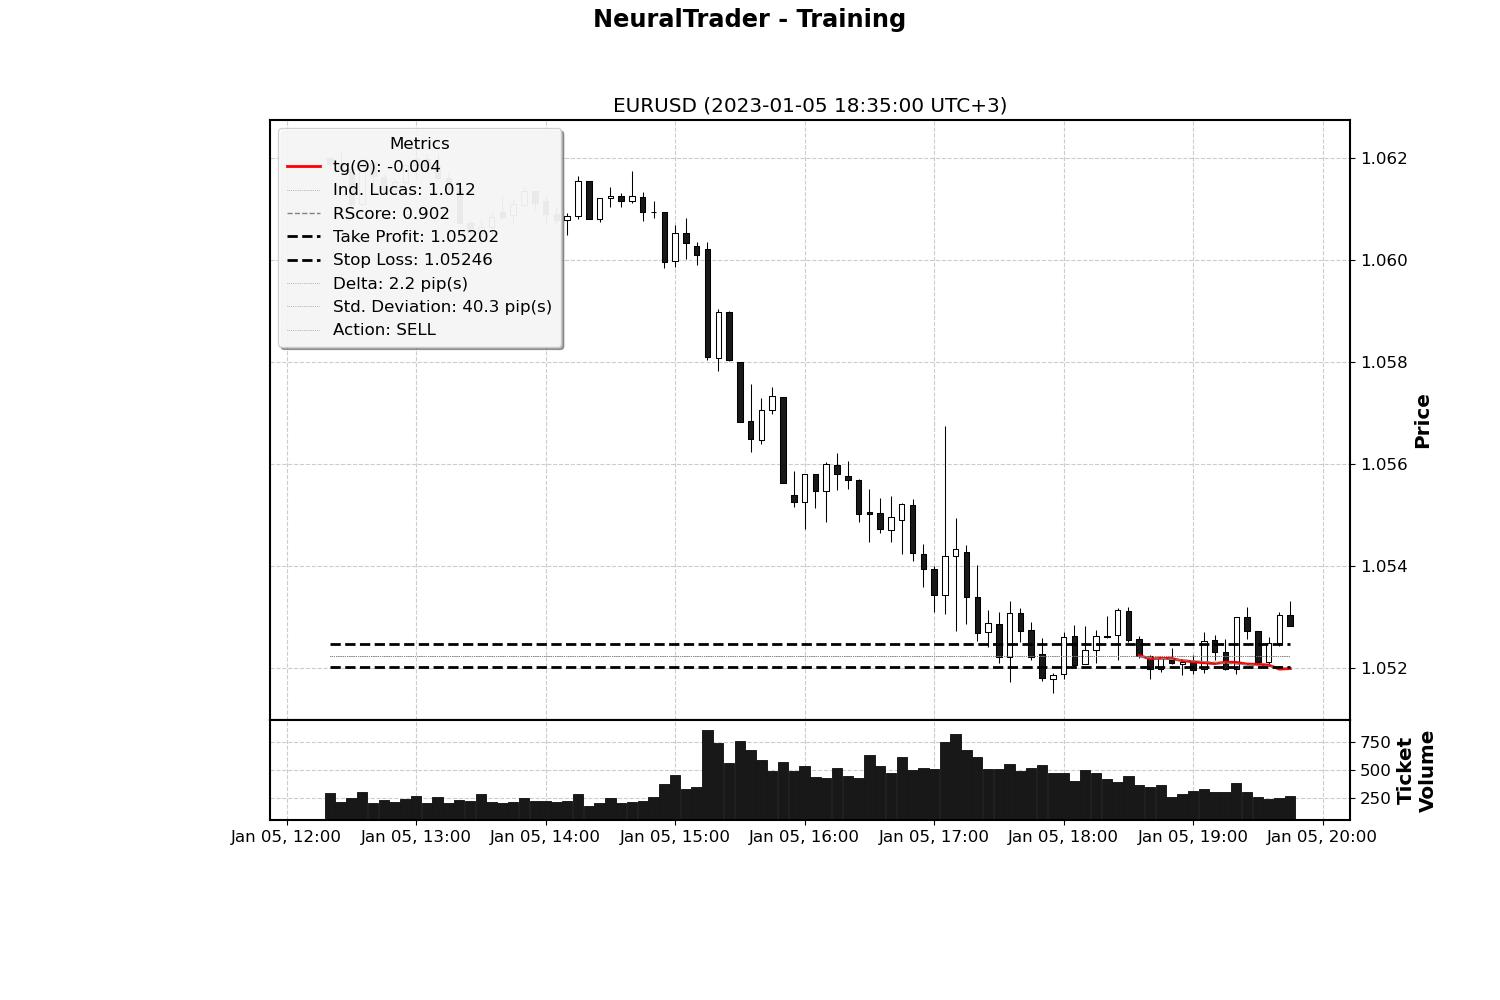 NeuralTrader - Training
EURUSD (2023-01-05 18:35:00 UTC+3)
Metrics
tg(Θ): -0.004
Ind. Lucas: 1.012
RScore: 0.902
Take Profit: 1.05202
Stop Loss: 1.05246
Delta: 2.2 pip(s)
Std. Deviation: 40.3 pip(s)
Action: SELL
1.062
1.060
1.058
1.056
1.054
1.052
Price
750
500
250
Ticket
Volume
Jan 05, 12:00
Jan 05, 13:00
Jan 05, 14:00
Jan 05, 15:00
Jan 05, 16:00
Jan 05, 17:00
Jan 05, 18:00
Jan 05, 19:00
Jan 05, 20:00